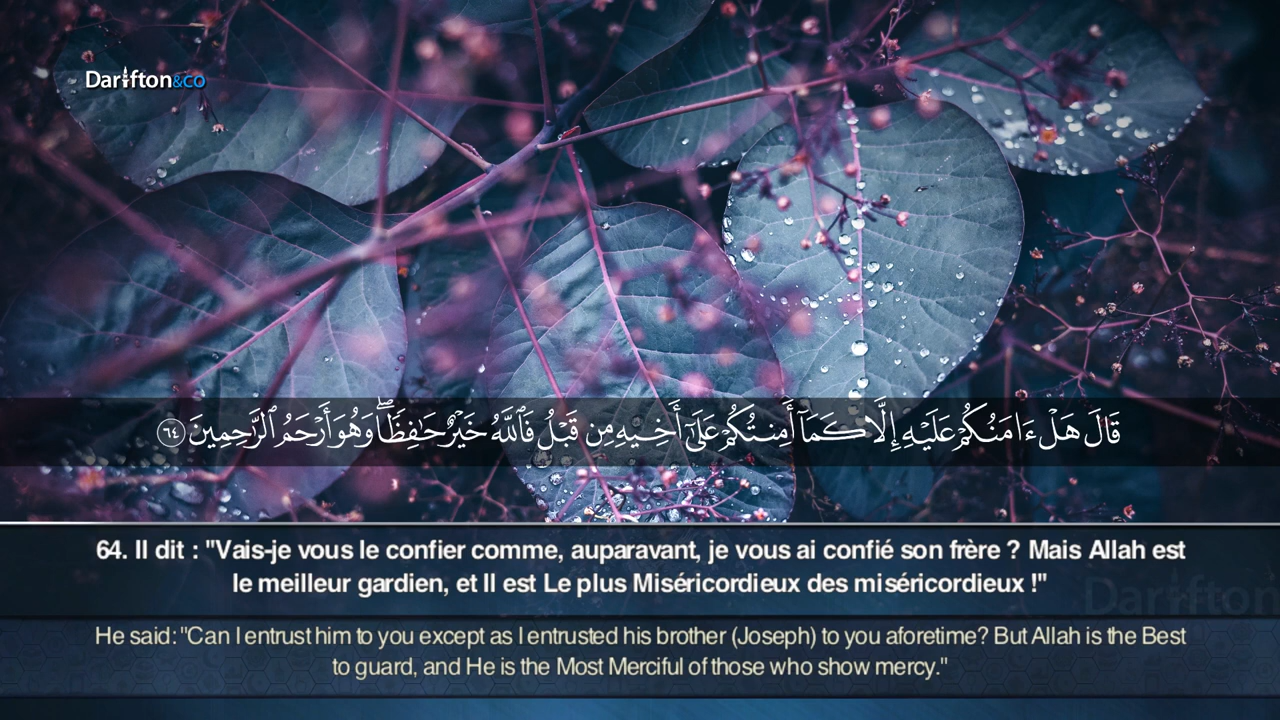 Darifton&co
قَالَ هَلْ ءَامَنُكُمْ عَلَيْهِ إِلَّا كَمَآ أَمِنتُكُمْ عَلَىٰٓ أَخِيهِ مِن قَبْلُ فَٱللَّهُ خَيْرٌ حَٰفِظًا ۖ وَهُوَ أَرْحَمُ ٱلرَّٰحِمِينَ ٦٤
64. Il dit : "Vais-je vous le confier comme, auparavant, je vous ai confié son frère ? Mais Allah est
le meilleur gardien, et Il est Le plus Miséricordieux des miséricordieux !"
Darifton
He said: "Can I entrust him to you except as I entrusted his brother (Joseph) to you aforetime? But Allah is the Best
to guard, and He is the Most Merciful of those who show mercy."